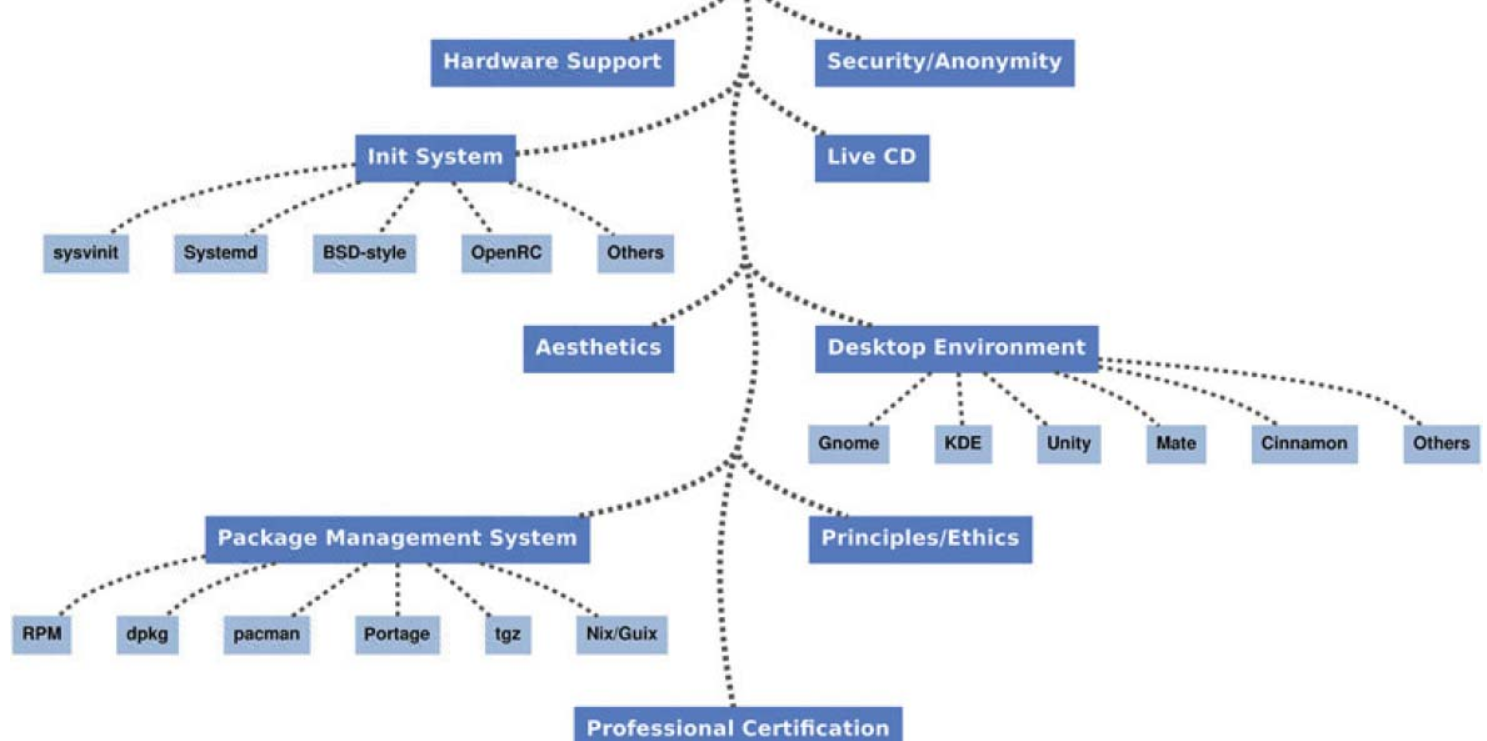 Hardware Support
Security/Anonymity
Init System
Live CD
sysvinit
Systemd
BSD-style
OpenRC
Others
Aesthetics
Desktop Environment
Gnome
KDE
Unity
Mate
Cinnamon
Others
Package Management System
Principles/Ethics
RPM
dpkg
pacman
Portage
tgz
Nix/Guix
Professional Certification